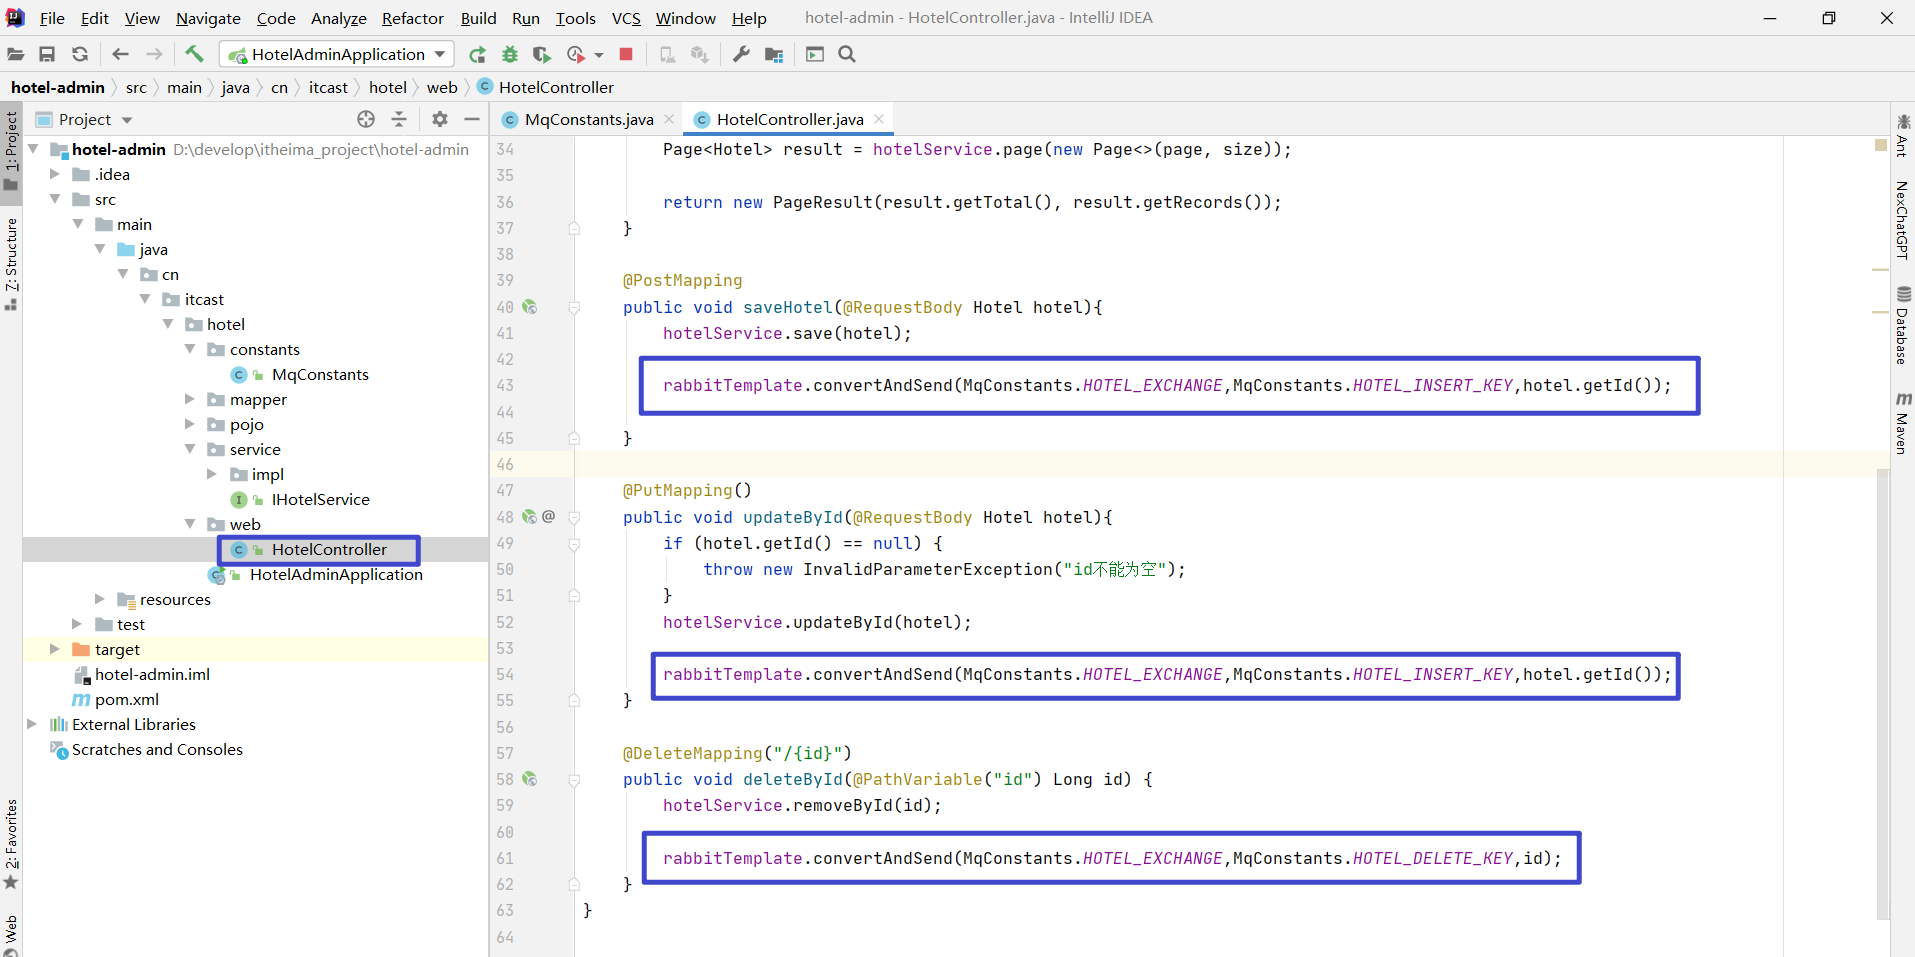 File Edit View Navigate Code Analyze Refactor Build Run Tools VCS Window Help hotel-admin - HotelController.java - IntelliJ IDEA
HotelAdminApplication
hotel-admin src main java cn itcast hotel web HotelController
1: Project
Z: Structure
2: Favorites
Web
Project
hotel-admin D:\develop\itheima_project\hotel-admin
.idea
src
main
java
cn
itcast
hotel
constants
MqConstants
mapper
pojo
service
impl
IHotelService
web
HotelController
HotelAdminApplication
resources
test
target
hotel-admin.iml
pom.xml
External Libraries
Scratches and Consoles
MqConstants.java HotelController.java
34 Page<Hotel> result = hotelService.page(new Page<>(page, size));
35
36 return new PageResult(result.getTotal(), result.getRecords());
37 }
38
39 @PostMapping
40 public void saveHotel(@RequestBody Hotel hotel){
41 hotelService.save(hotel);
42
43 rabbitTemplate.convertAndSend(MqConstants.HOTEL_EXCHANGE,MqConstants.HOTEL_INSERT_KEY,hotel.getId());
44
45 }
46
47 @PutMapping()
48 @ public void updateById(@RequestBody Hotel hotel){
49 if (hotel.getId() == null) {
50 throw new InvalidParameterException("id不能为空");
51 }
52 hotelService.updateById(hotel);
53
54 rabbitTemplate.convertAndSend(MqConstants.HOTEL_EXCHANGE,MqConstants.HOTEL_INSERT_KEY,hotel.getId());
55 }
56
57 @DeleteMapping("/{id}")
58 public void deleteById(@PathVariable("id") Long id) {
59 hotelService.removeById(id);
60
61 rabbitTemplate.convertAndSend(MqConstants.HOTEL_EXCHANGE,MqConstants.HOTEL_DELETE_KEY,id);
62 }
63 }
64
Ant
NexChatGPT
Database
Maven